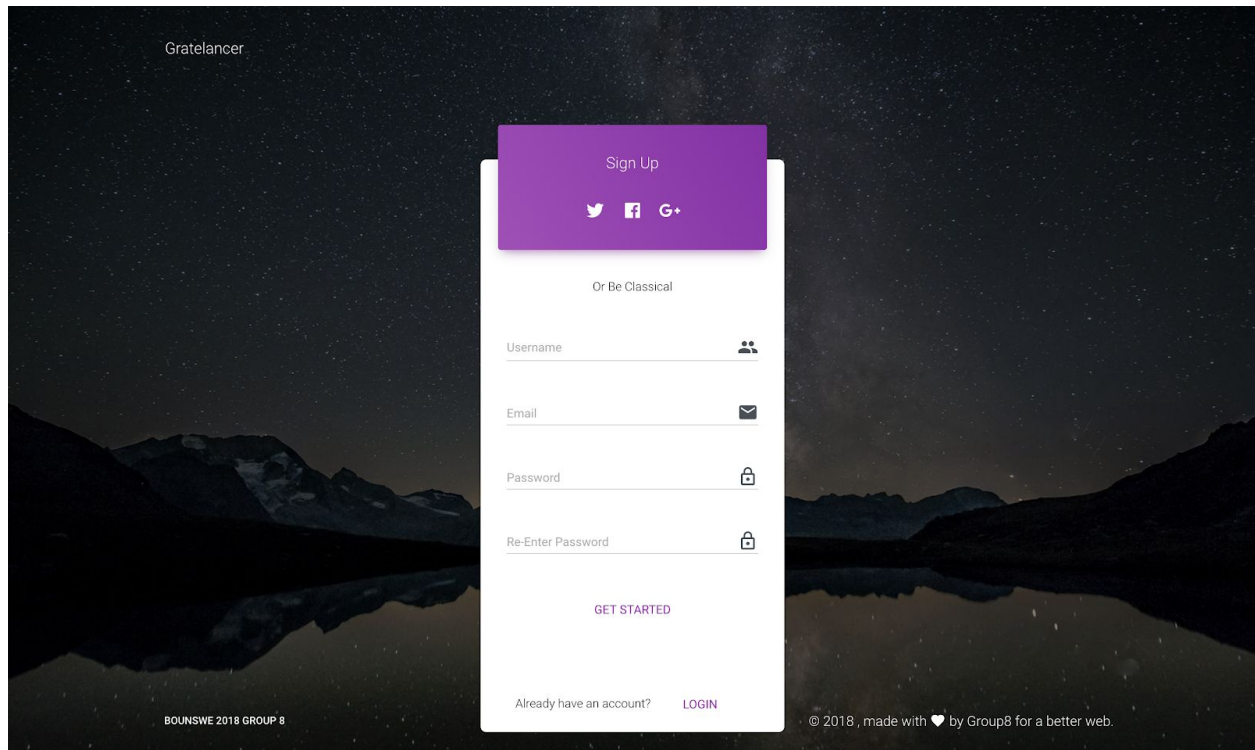 Gratelancer
Sign Up
Or Be Classical
Username
Email
Password
Re-Enter Password
GET STARTED
Already have an account? LOGIN
BOUNSWE 2018 GROUP 8
© 2018 , made with ♥ by Group8 for a better web.